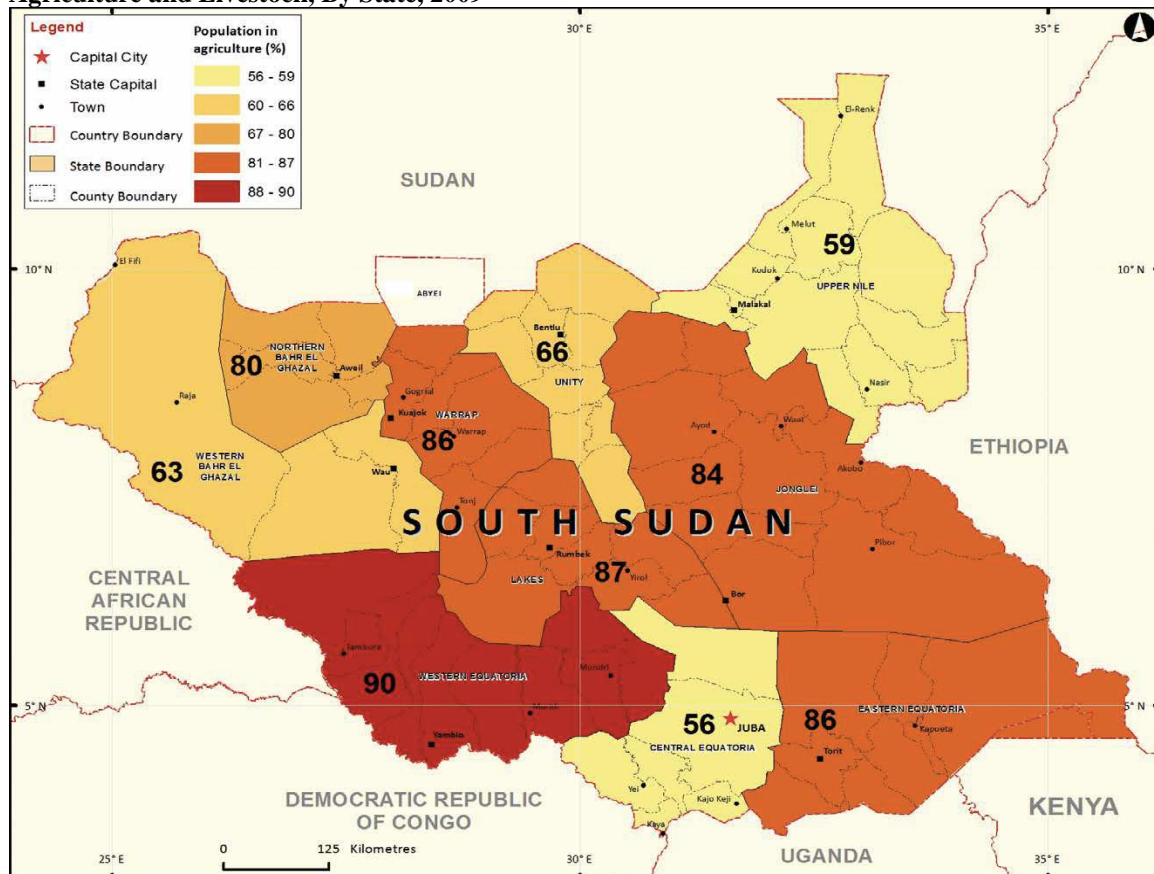 Agriculture and Livestock, By State, 2009
Legend
Capital City
State Capital
Town
Country Boundary
State Boundary
County Boundary
Population in
agriculture (%)
56 - 59
60 - 66
67 - 80
81 - 87
88 - 90
30° E
35° E
SUDAN
El-Renk
Melut
59
Kodok
UPPER NILE
Malakal
Nasir
10° N
10° N
El Fifi
ABYEI
Bentiu
66
UNITY
NORTHERN
BAHR EL
GHAZAL
80
Aweil
Raja
Gogrial
Kuajok
WARRAP
Warrap
86
WESTERN
BAHR EL
GHAZAL
63
Wau
Ayod
Waat
84
Akobo
JONGLEI
ETHIOPIA
Tonj
SOUTH SUDAN
Rumbek
Pibor
87
Yirol
LAKES
Bor
CENTRAL
AFRICAN
REPUBLIC
Tambura
90
WESTERN EQUATORIA
Mundri
Maridi
Yambio
5° N
5° N
56
JUBA
CENTRAL EQUATORIA
86
EASTERN EQUATORIA
Kapoeta
Torit
Yei
Kajo Keji
Kaya
DEMOCRATIC REPUBLIC
OF CONGO
KENYA
UGANDA
0 125 Kilometres
25° E
30° E
35° E